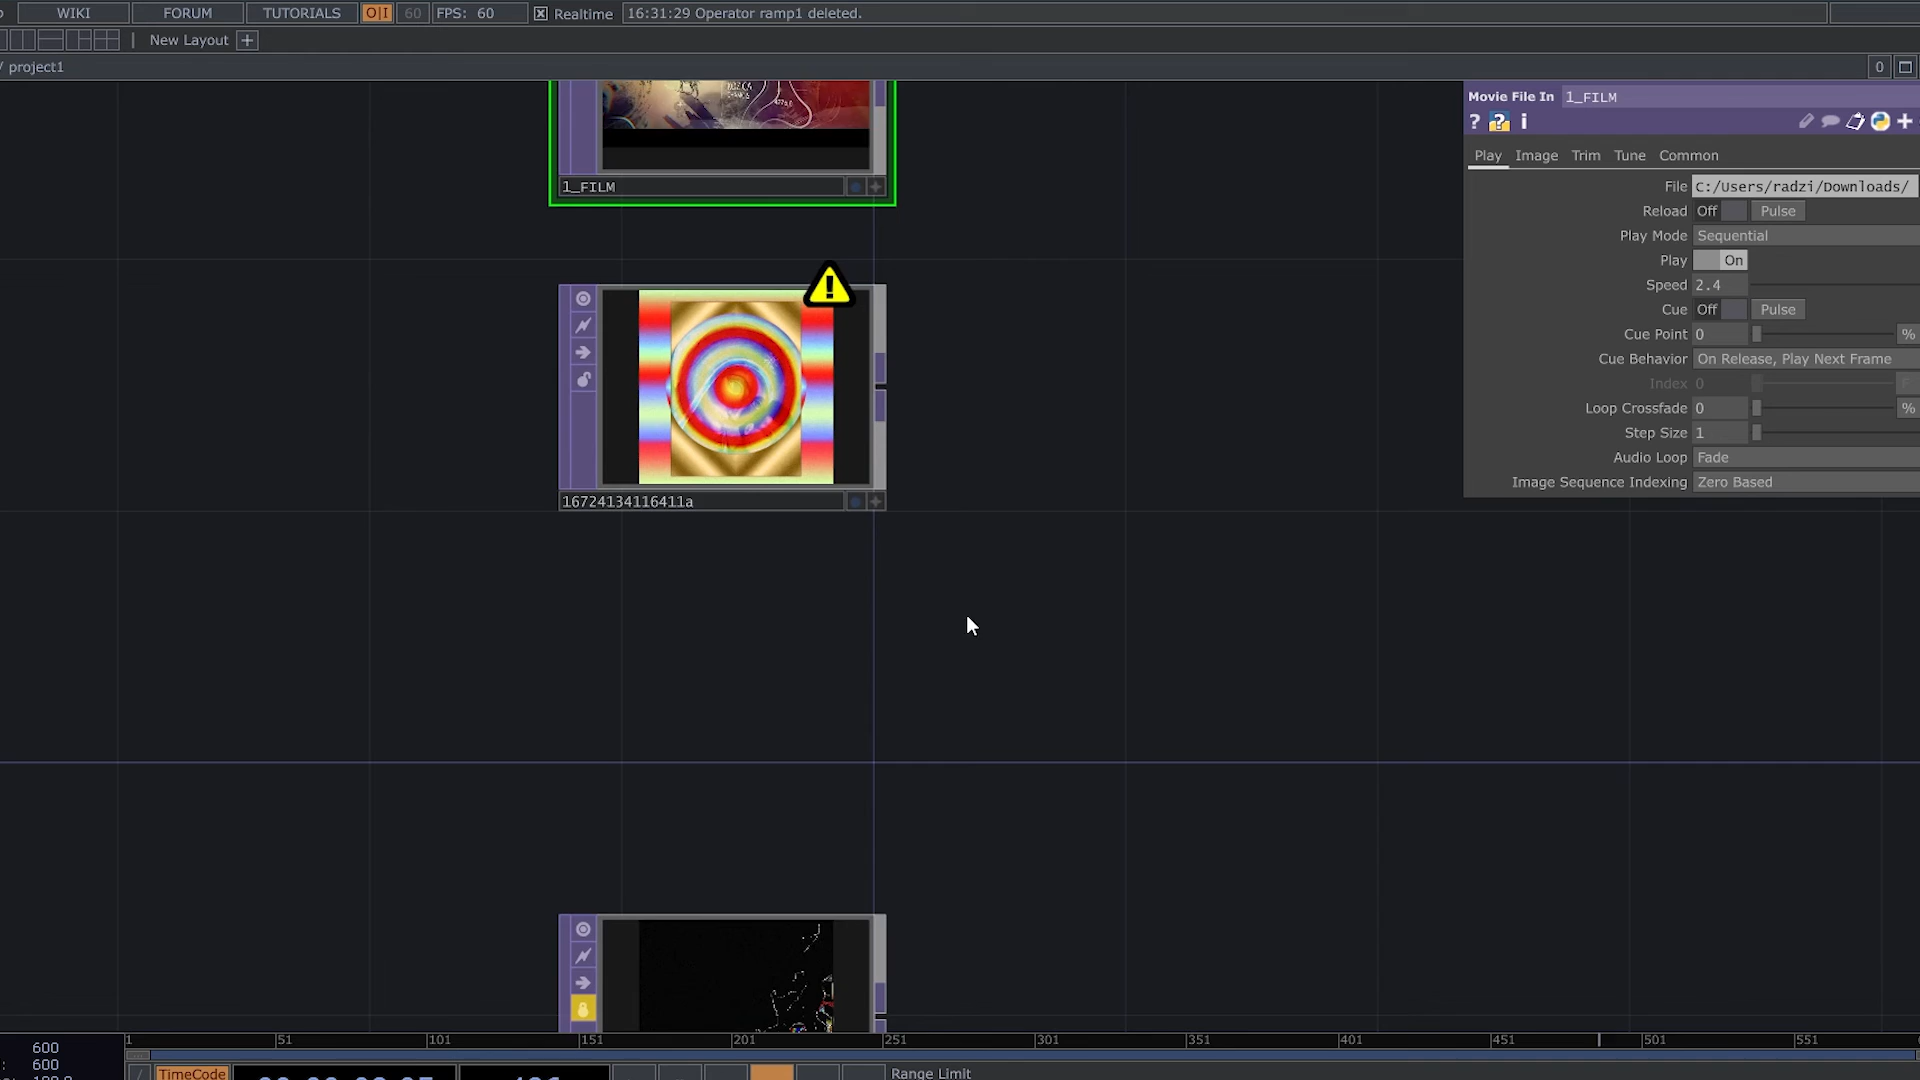 WIKI FORUM TUTORIALS O|I 60 FPS: 60 Realtime 16:31:29 Operator ramp1 deleted.
New Layout +
/ project1 0
1_FILM
16724134116411a
Movie File In 1_FILM
? ? i
Play Image Trim Tune Common
File C:/Users/radzi/Downloads/
Reload Off Pulse
Play Mode Sequential
Play On
Speed 2.4
Cue Off Pulse
Cue Point 0 %
Cue Behavior On Release, Play Next Frame
Index 0 F
Loop Crossfade 0 %
Step Size 1
Audio Loop Fade
Image Sequence Indexing Zero Based
1 51 101 151 201 251 301 351 401 451 501 551
600
600
TimeCode Range Limit